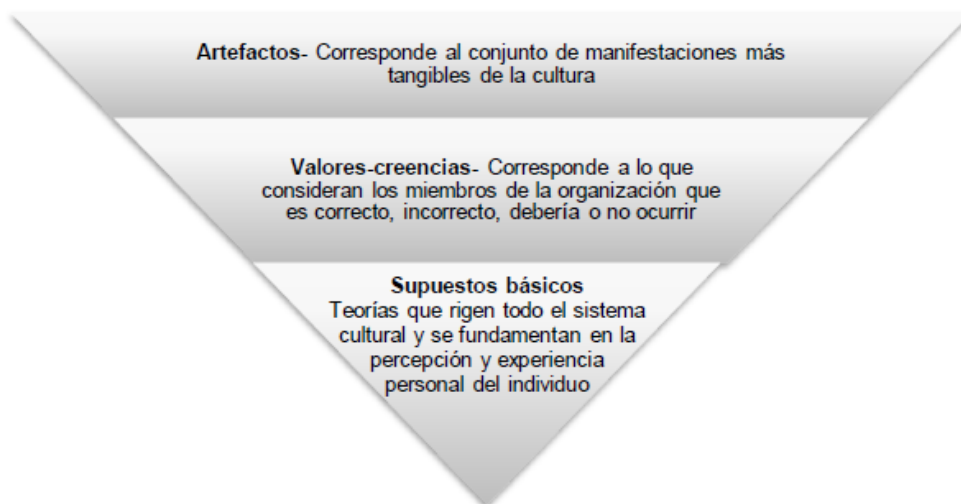 Artefactos- Corresponde al conjunto de manifestaciones más
tangibles de la cultura
Valores-creencias- Corresponde a lo que
consideran los miembros de la organización que
es correcto, incorrecto, debería o no ocurrir
Supuestos básicos
Teorías que rigen todo el sistema
cultural y se fundamentan en la
percepción y experiencia
personal del individuo